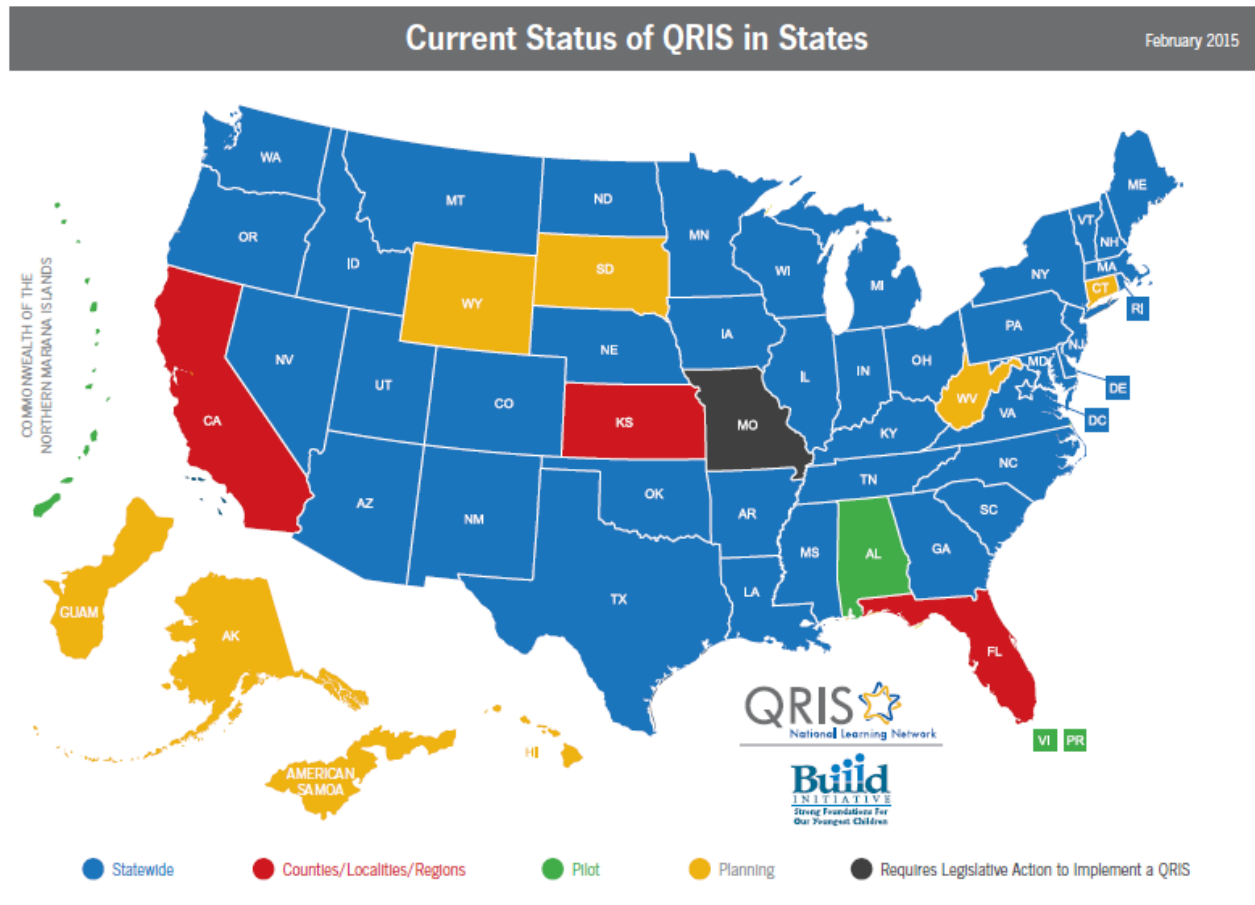 Current Status of QRIS in States
February 2015
WA
MT
ND
MN
ME
VT
NH
OR
ID
SD
WI
MI
NY
MA
CT
RI
WY
IA
PA
NJ
NE
OH
MD
DE
NV
UT
CO
IL
IN
WV
VA
DC
CA
KS
MO
KY
NC
TN
AZ
NM
OK
AR
SC
MS
AL
GA
TX
LA
FL
COMMONWEALTH OF THE
NORTHERN MARIANA ISLANDS
GUAM
AK
HI
AMERICAN
SAMOA
VI
PR
QRIS
National Learning Network
Build
INITIATIVE
Strong Foundations For
Our Youngest Children
Statewide
Counties/Localities/Regions
Pilot
Planning
Requires Legislative Action to Implement a QRIS